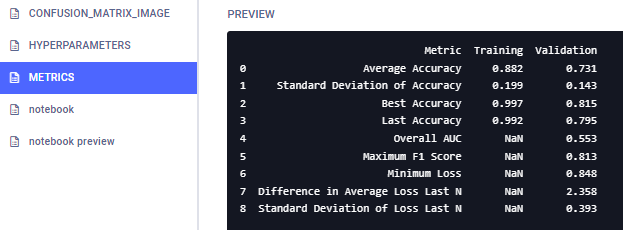 CONFUSION_MATRIX_IMAGE
HYPERPARAMETERS
METRICS
notebook
notebook preview
PREVIEW
Metric Training Validation
0 Average Accuracy 0.882 0.731
1 Standard Deviation of Accuracy 0.199 0.143
2 Best Accuracy 0.997 0.815
3 Last Accuracy 0.992 0.795
4 Overall AUC NaN 0.553
5 Maximum F1 Score NaN 0.813
6 Minimum Loss NaN 0.848
7 Difference in Average Loss Last N NaN 2.358
8 Standard Deviation of Loss Last N NaN 0.393